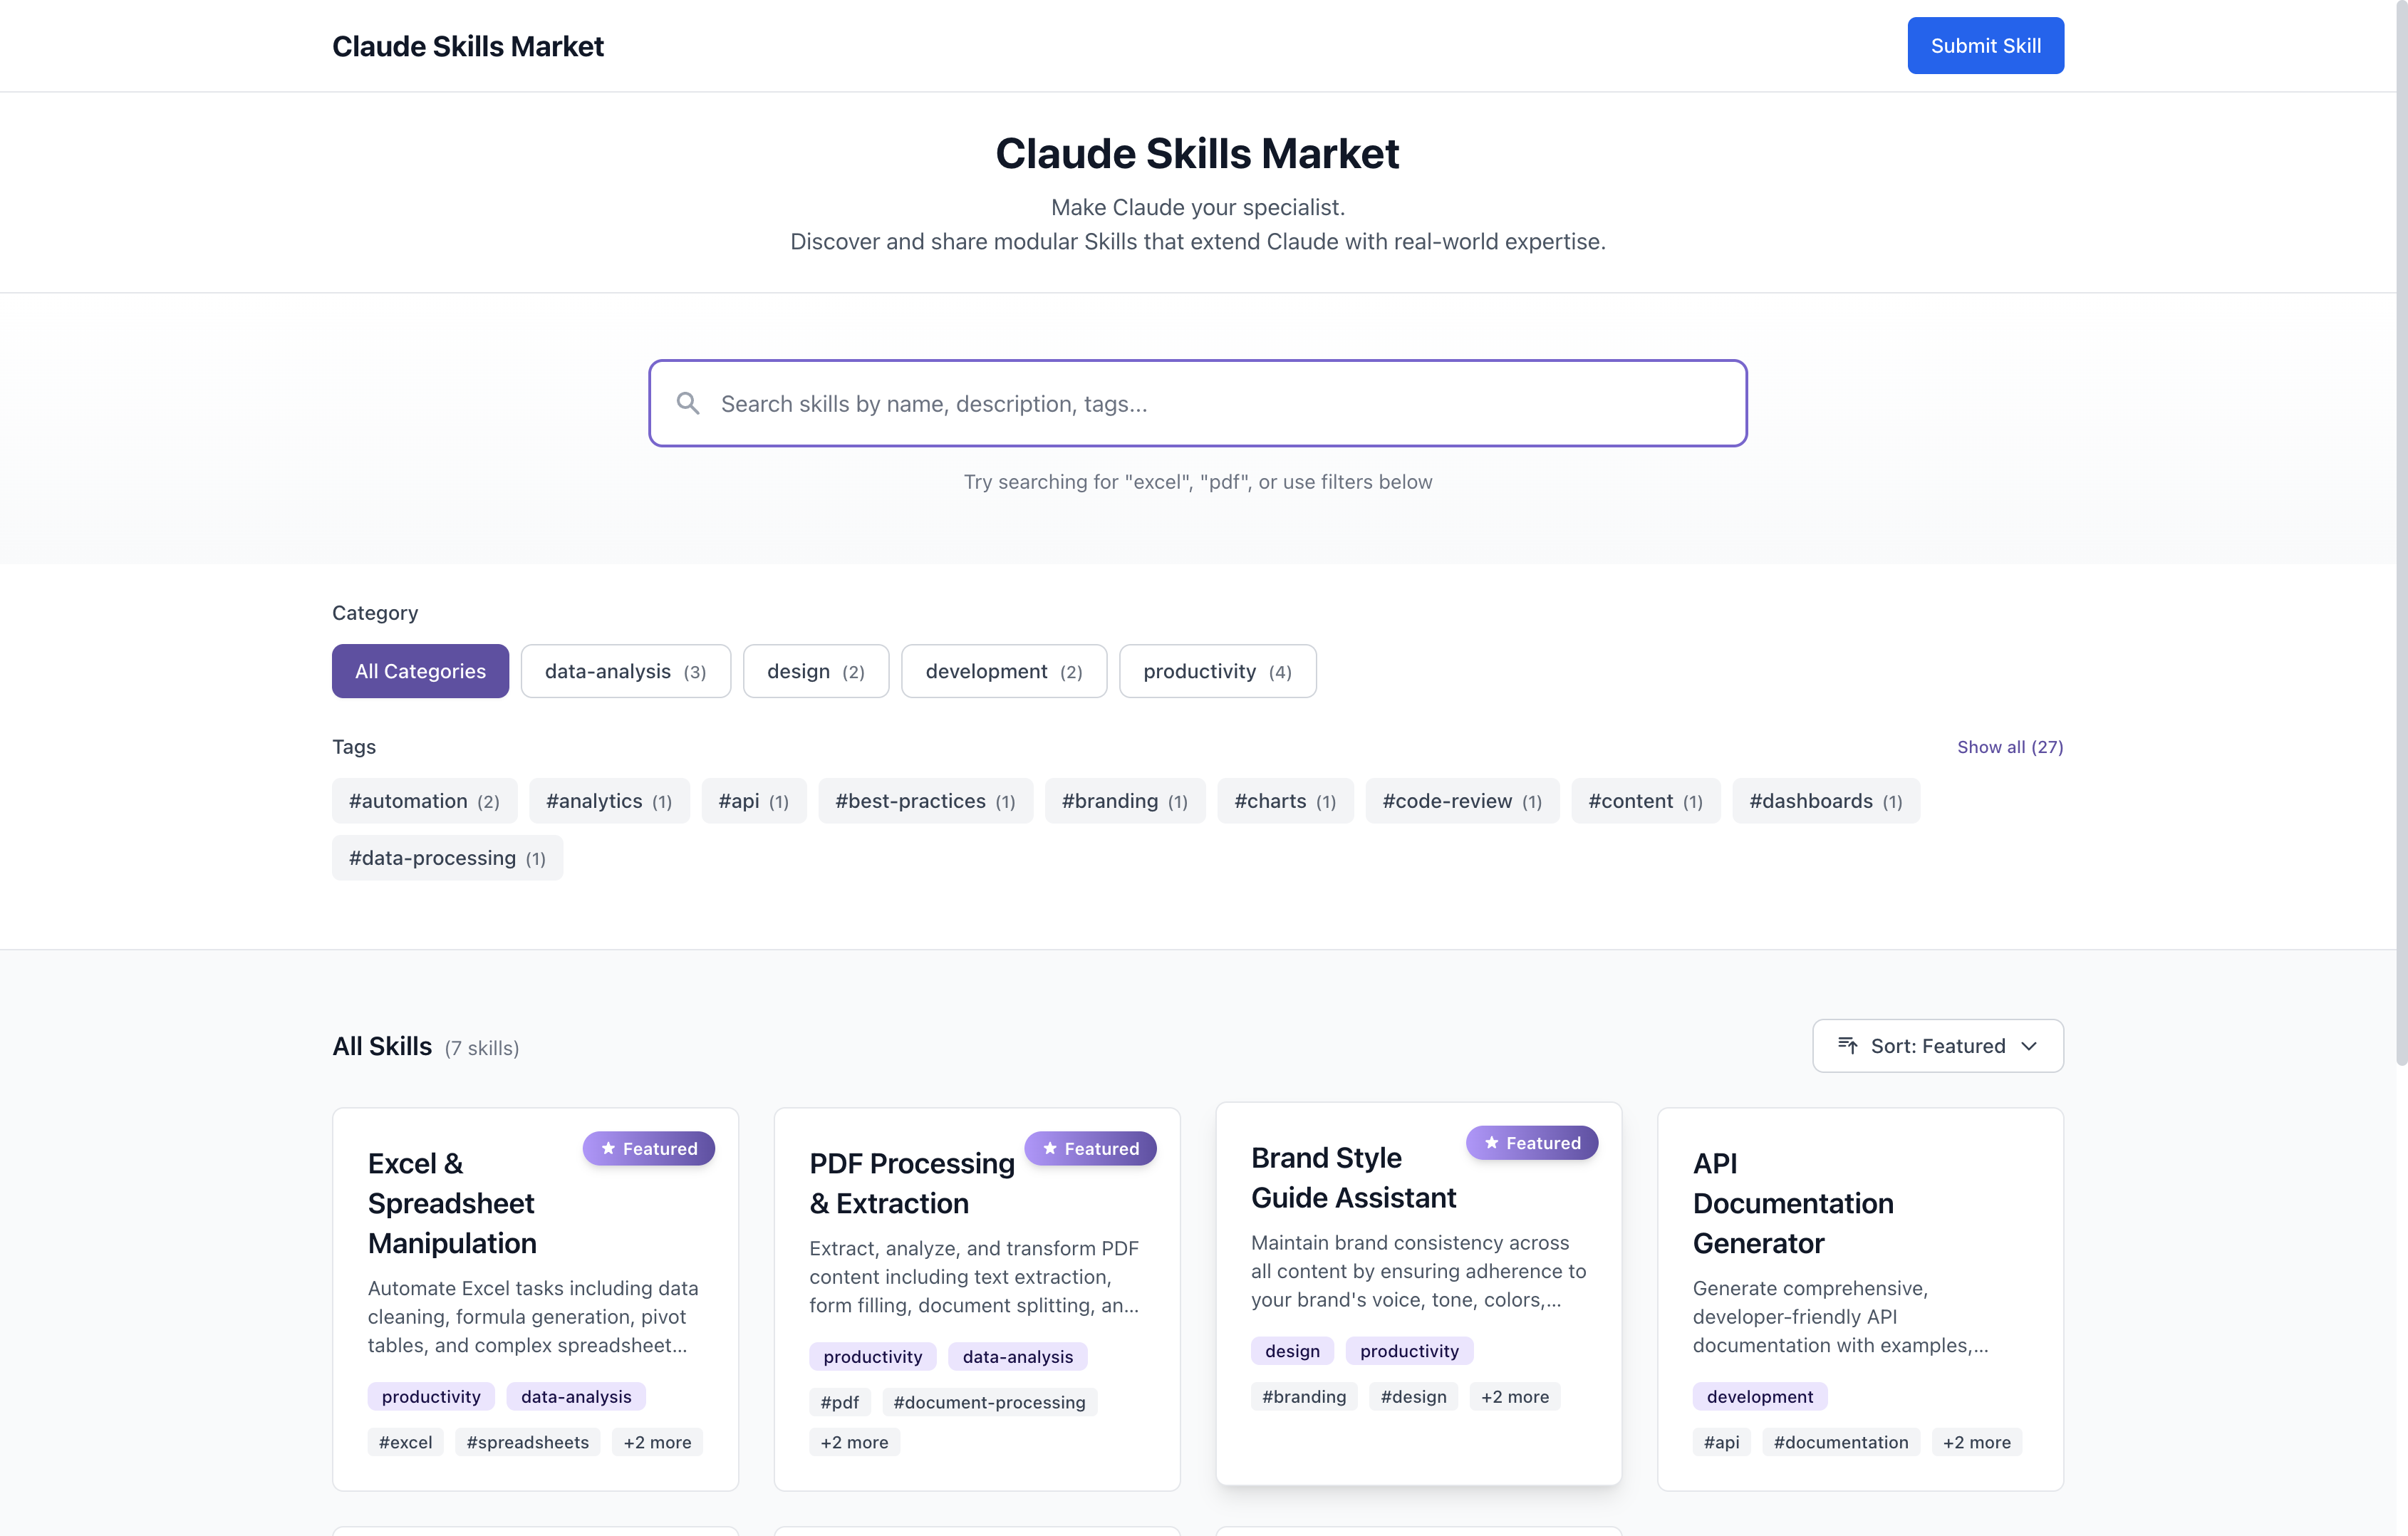 Claude Skills Market
Submit Skill
Claude Skills Market
Make Claude your specialist.
Discover and share modular Skills that extend Claude with real-world expertise.
Search skills by name, description, tags...
Try searching for "excel", "pdf", or use filters below
Category
All Categories
data-analysis (3)
design (2)
development (2)
productivity (4)
Tags
Show all (27)
#automation (2)
#analytics (1)
#api (1)
#best-practices (1)
#branding (1)
#charts (1)
#code-review (1)
#content (1)
#dashboards (1)
#data-processing (1)
All Skills (7 skills)
Sort: Featured
Featured
Excel &
Spreadsheet
Manipulation
Automate Excel tasks including data
cleaning, formula generation, pivot
tables, and complex spreadsheet...
productivity
data-analysis
#excel
#spreadsheets
+2 more
Featured
PDF Processing
& Extraction
Extract, analyze, and transform PDF
content including text extraction,
form filling, document splitting, an...
productivity
data-analysis
#pdf
#document-processing
+2 more
Featured
Brand Style
Guide Assistant
Maintain brand consistency across
all content by ensuring adherence to
your brand's voice, tone, colors,...
design
productivity
#branding
#design
+2 more
API
Documentation
Generator
Generate comprehensive,
developer-friendly API
documentation with examples,...
development
#api
#documentation
+2 more